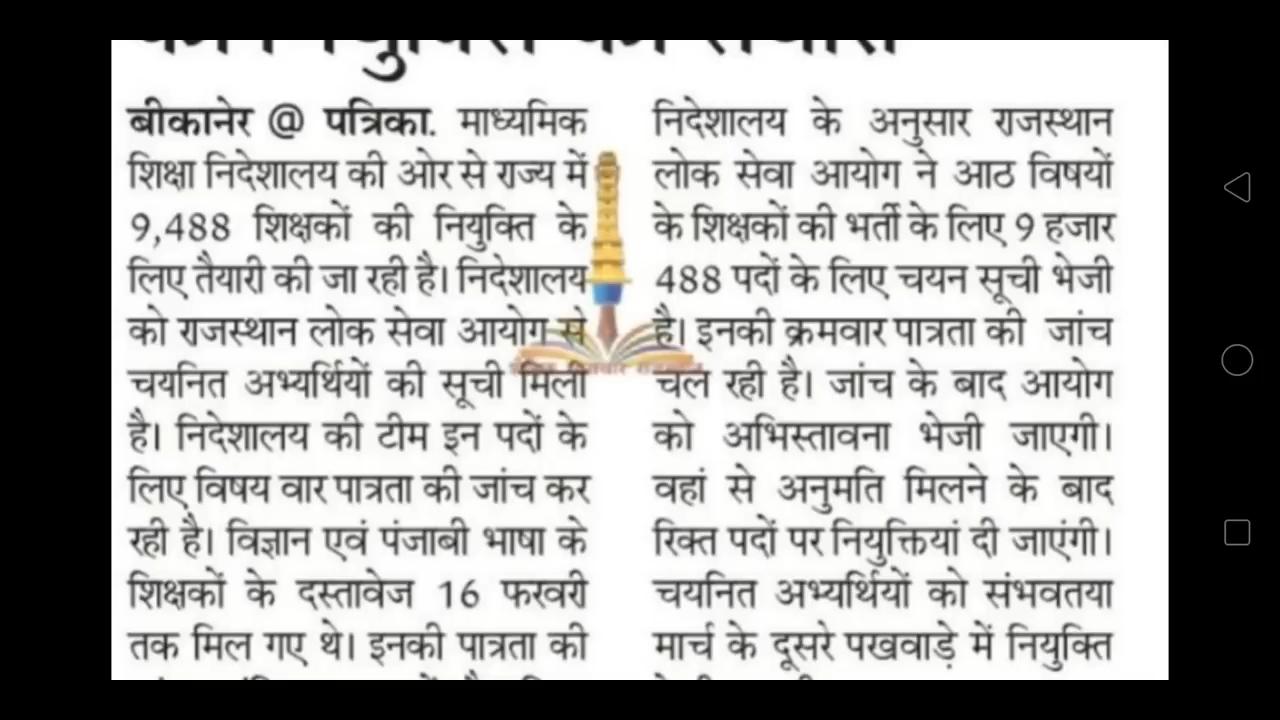 बीकानेर @ पत्रिका. माध्यमिक
शिक्षा निदेशालय की ओर से राज्य में
9,488 शिक्षकों की नियुक्ति के
लिए तैयारी की जा रही है। निदेशालय
को राजस्थान लोक सेवा आयोग से
चयनित अभ्यर्थियों की सूची मिली
है। निदेशालय की टीम इन पदों के
लिए विषय वार पात्रता की जांच कर
रही है। विज्ञान एवं पंजाबी भाषा के
शिक्षकों के दस्तावेज 16 फरवरी
तक मिल गए थे। इनकी पात्रता की
निदेशालय के अनुसार राजस्थान
लोक सेवा आयोग ने आठ विषयों
के शिक्षकों की भर्ती के लिए 9 हजार
488 पदों के लिए चयन सूची भेजी
है। इनकी क्रमवार पात्रता की जांच
चल रही है। जांच के बाद आयोग
को अभिस्तावना भेजी जाएगी।
वहां से अनुमति मिलने के बाद
रिक्त पदों पर नियुक्तियां दी जाएंगी।
चयनित अभ्यर्थियों को संभवतया
मार्च के दूसरे पखवाड़े में नियुक्ति